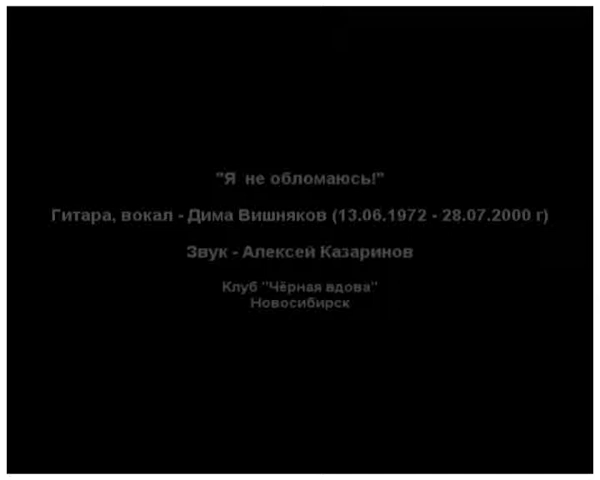 "Я не обломаюсь!"
Гитара, вокал - Дима Вишняков (13.06.1972 - 28.07.2000 г)
Звук - Алексей Казаринов
Клуб "Чёрная вдова"
Новосибирск